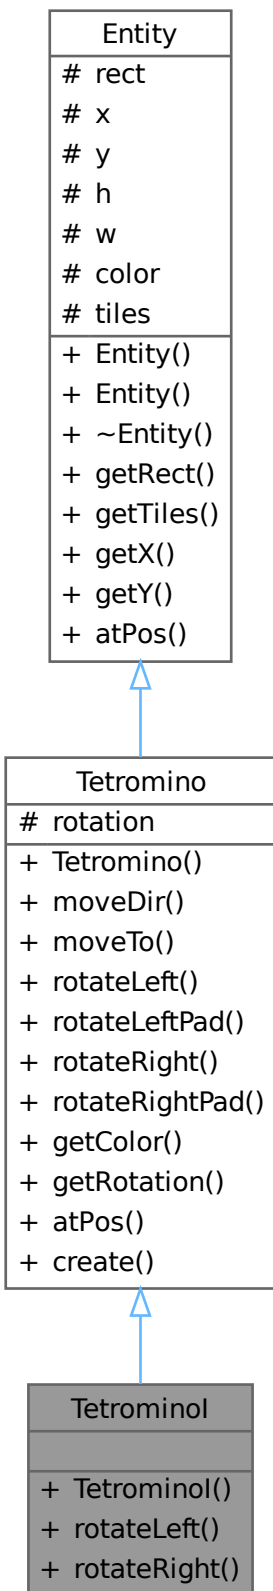 Entity
# rect
# x
# y
# h
# w
# color
# tiles
+ Entity()
+ Entity()
+ ~Entity()
+ getRect()
+ getTiles()
+ getX()
+ getY()
+ atPos()
Tetromino
# rotation
+ Tetromino()
+ moveDir()
+ moveTo()
+ rotateLeft()
+ rotateLeftPad()
+ rotateRight()
+ rotateRightPad()
+ getColor()
+ getRotation()
+ atPos()
+ create()
TetrominoI
+ TetrominoI()
+ rotateLeft()
+ rotateRight()